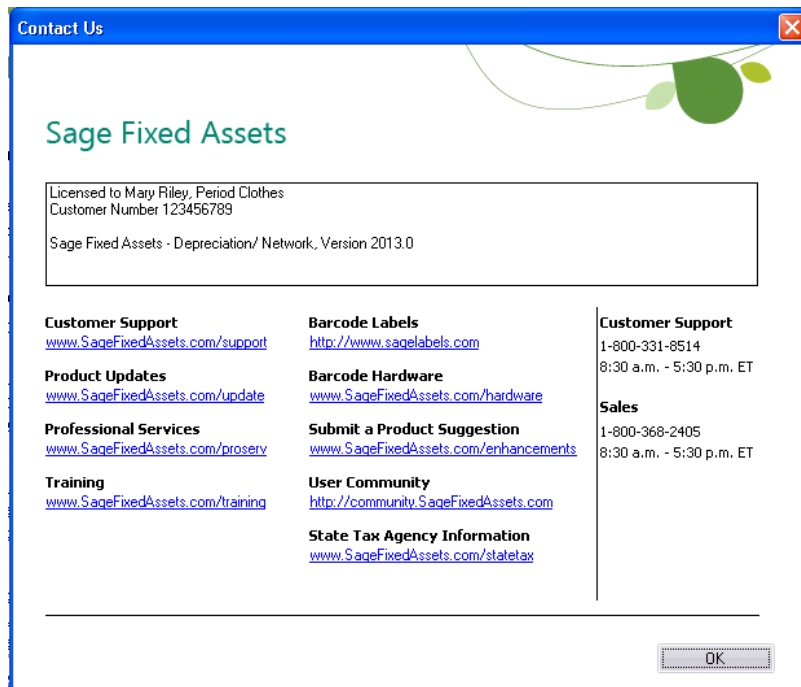 Contact Us
Sage Fixed Assets
Licensed to Mary Riley, Period Clothes
Customer Number 123456789
Sage Fixed Assets - Depreciation/ Network, Version 2013.0
Customer Support
www.SageFixedAssets.com/support
Product Updates
www.SageFixedAssets.com/update
Professional Services
www.SageFixedAssets.com/proserv
Training
www.SageFixedAssets.com/training
Barcode Labels
http://www.sagelabels.com
Barcode Hardware
www.SageFixedAssets.com/hardware
Submit a Product Suggestion
www.SageFixedAssets.com/enhancements
User Community
http://community.SageFixedAssets.com
State Tax Agency Information
www.SageFixedAssets.com/statetax
Customer Support
1-800-331-8514
8:30 a.m. - 5:30 p.m. ET
Sales
1-800-368-2405
8:30 a.m. - 5:30 p.m. ET
OK